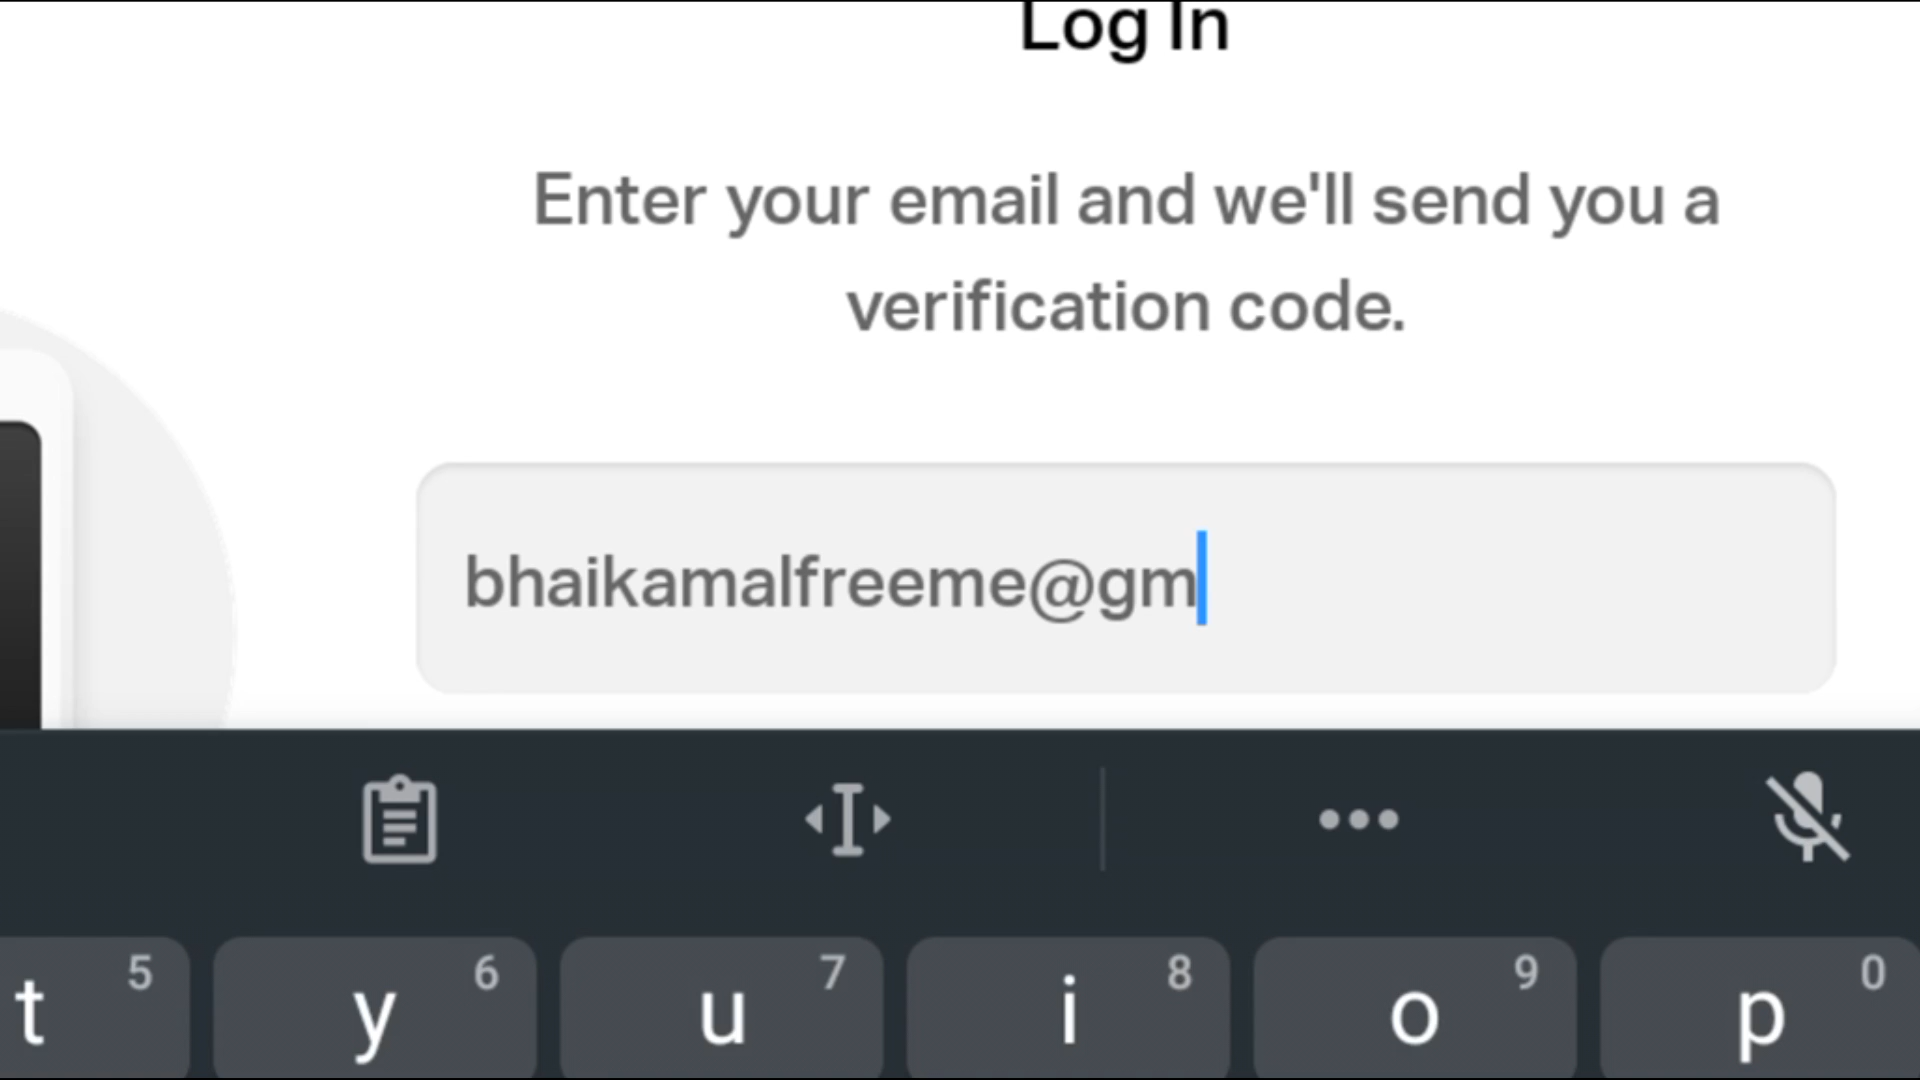 Log In
Enter your email and we'll send you a
verification code.
bhaikamalfreeme@gm
5 6 7 8 9 0
t y u i o p